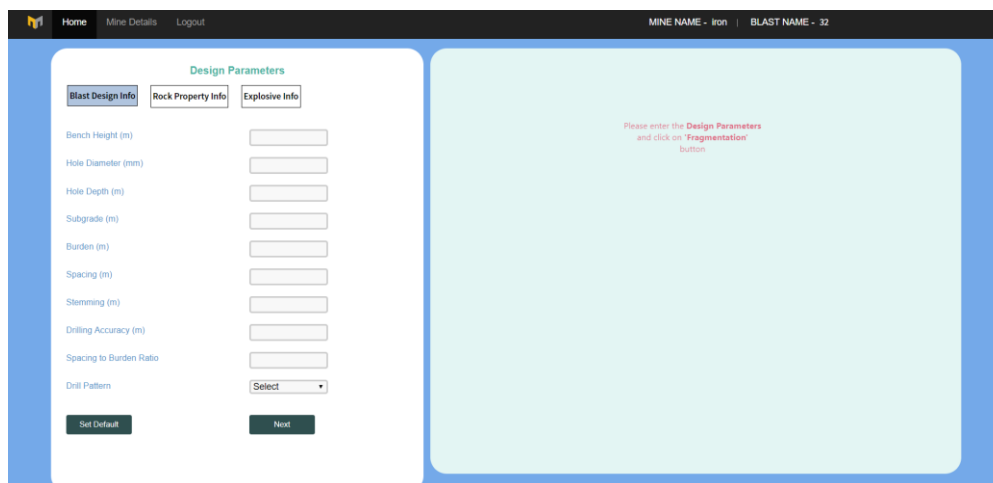 Home Mine Details Logout MINE NAME - iron | BLAST NAME - 32
Design Parameters
Blast Design Info Rock Property Info Explosive Info
Bench Height (m)
Hole Diameter (mm)
Hole Depth (m)
Subgrade (m)
Burden (m)
Spacing (m)
Stemming (m)
Drilling Accuracy (m)
Spacing to Burden Ratio
Drill Pattern Select
Set Default Next
Please enter the Design Parameters
and click on 'Fragmentation'
button